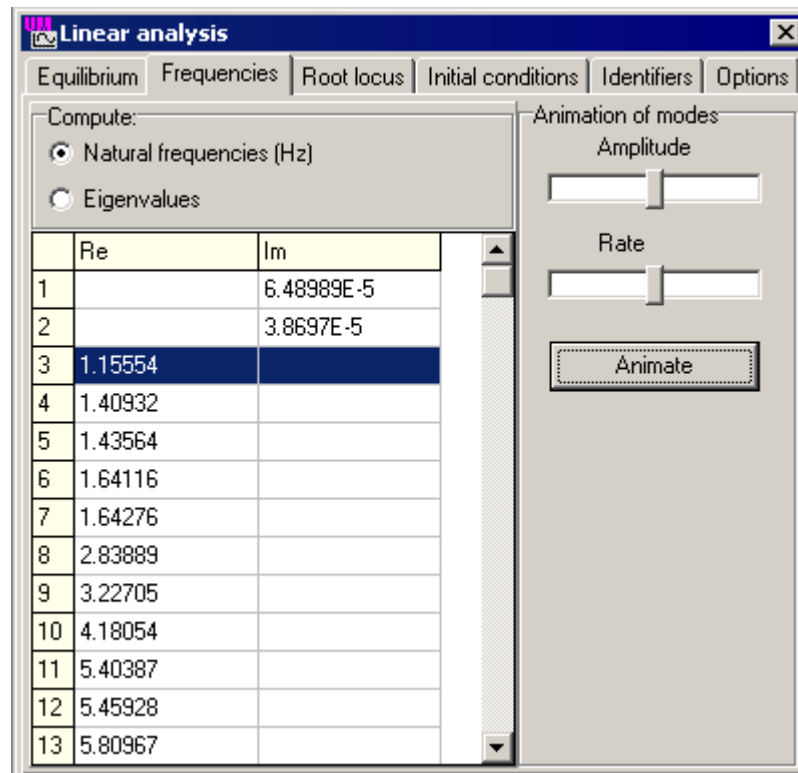 Linear analysis
Equilibrium Frequencies Root locus Initial conditions Identifiers Options
Compute:
Natural frequencies (Hz)
Eigenvalues
Re Im
1 6.48989E-5
2 3.8697E-5
3 1.15554
4 1.40932
5 1.43564
6 1.64116
7 1.64276
8 2.83889
9 3.22705
10 4.18054
11 5.40387
12 5.45928
13 5.80967
Animation of modes
Amplitude
Rate
Animate